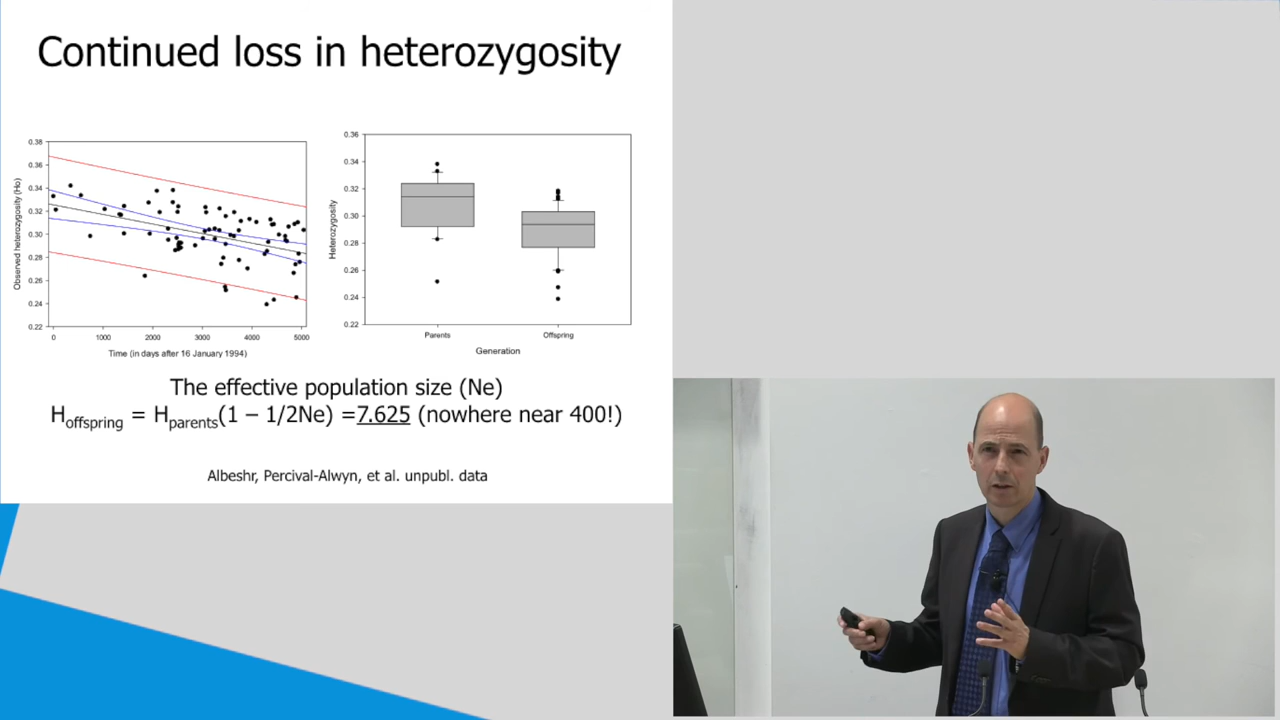 Continued loss in heterozygosity
0.38
0.36
0.34
0.32
0.30
0.28
0.26
0.24
0.22
Observed heterozygosity (Ho)
0 1000 2000 3000 4000 5000
Time (in days after 16 January 1994)
0.36
0.34
0.32
0.30
0.28
0.26
0.24
0.22
Heterozygosity
Parents Offspring
Generation
The effective population size (Ne)
Hoffspring = Hparents(1 – 1/2Ne) =7.625 (nowhere near 400!)
Albeshr, Percival-Alwyn, et al. unpubl. data